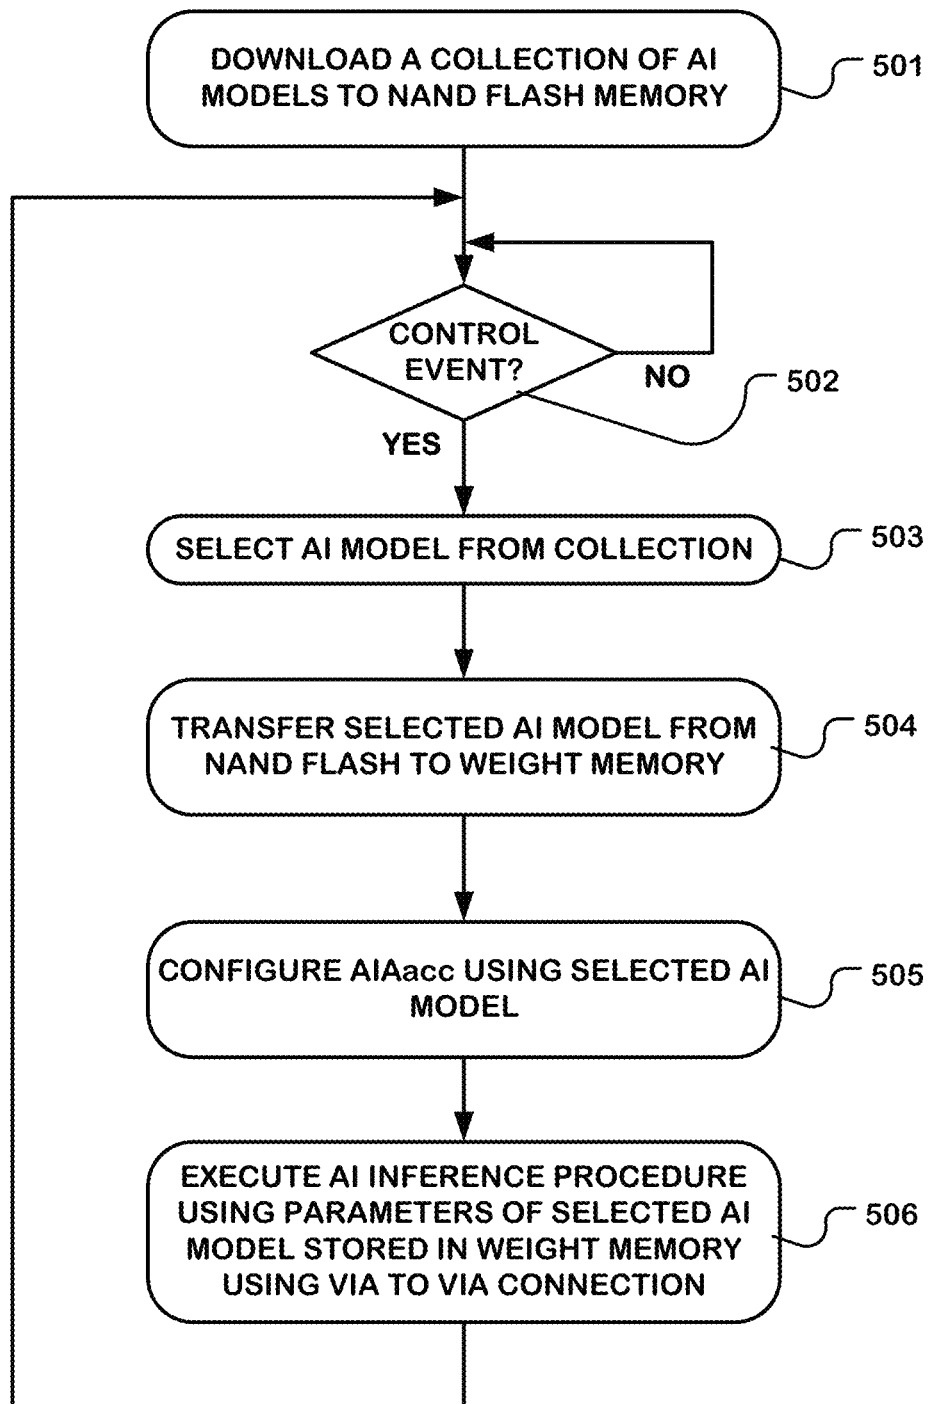 DOWNLOAD A COLLECTION OF AI
MODELS TO NAND FLASH MEMORY
501
CONTROL
EVENT?
NO
502
YES
SELECT AI MODEL FROM COLLECTION
503
TRANSFER SELECTED AI MODEL FROM
NAND FLASH TO WEIGHT MEMORY
504
CONFIGURE AIAacc USING SELECTED AI
MODEL
505
EXECUTE AI INFERENCE PROCEDURE
USING PARAMETERS OF SELECTED AI
MODEL STORED IN WEIGHT MEMORY
USING VIA TO VIA CONNECTION
506